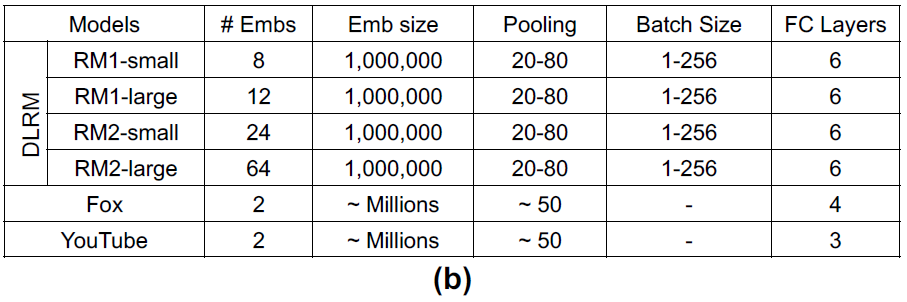 Models # Embs Emb size Pooling Batch Size FC Layers
DLRM
RM1-small 8 1,000,000 20-80 1-256 6
RM1-large 12 1,000,000 20-80 1-256 6
RM2-small 24 1,000,000 20-80 1-256 6
RM2-large 64 1,000,000 20-80 1-256 6
Fox 2 ~ Millions ~ 50 - 4
YouTube 2 ~ Millions ~ 50 - 3
(b)